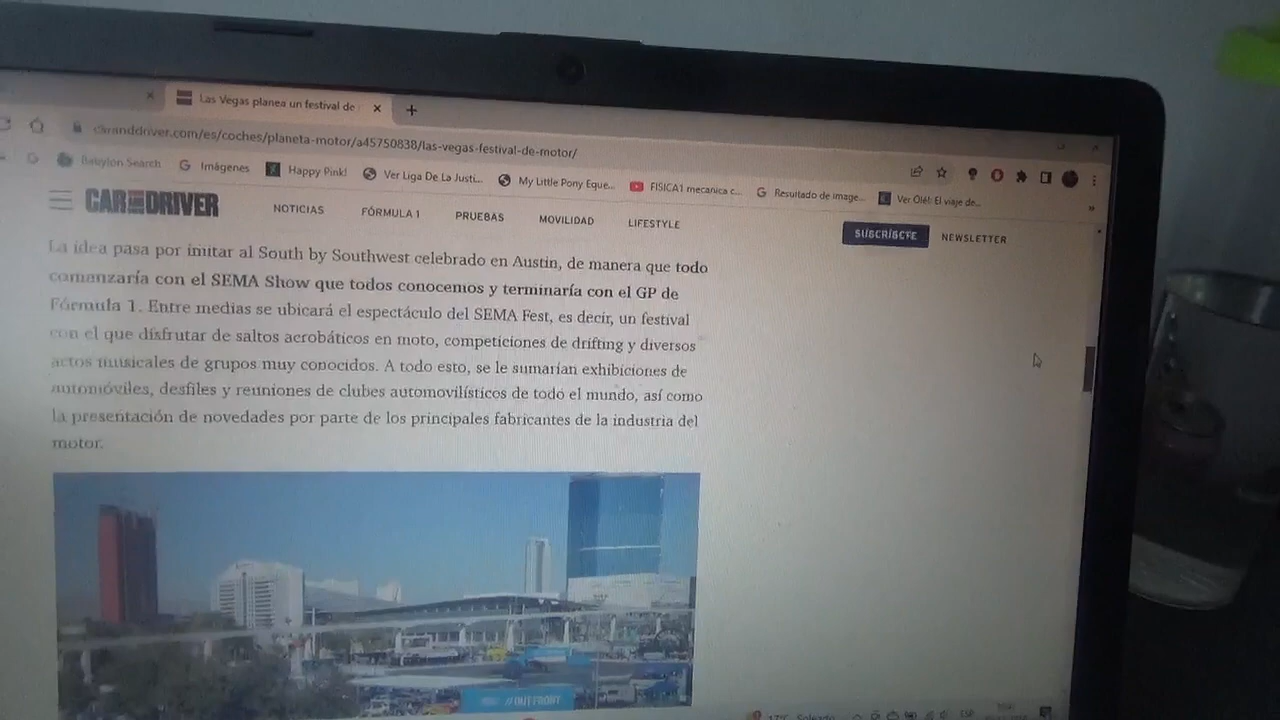 Las Vegas planea un festival de
caranddriver.com/es/coches/planeta-motor/a45750838/las-vegas-festival-de-motor/
Babylon Search
Imágenes
Happy Pink!
Ver Liga De La Justi...
My Little Pony Eque...
FISICA1 mecanica c...
Resultado de image...
Ver Olé!: El viaje de...
CAR AND DRIVER
NOTICIAS
FÓRMULA 1
PRUEBAS
MOVILIDAD
LIFESTYLE
SUSCRÍBETE
NEWSLETTER
La idea pasa por imitar al South by Southwest celebrado en Austin, de manera que todo
comenzaría con el SEMA Show que todos conocemos y terminaría con el GP de
Fórmula 1. Entre medias se ubicará el espectáculo del SEMA Fest, es decir, un festival
con el que disfrutar de saltos acrobáticos en moto, competiciones de drifting y diversos
actos musicales de grupos muy conocidos. A todo esto, se le sumarían exhibiciones de
automóviles, desfiles y reuniones de clubes automovilísticos de todo el mundo, así como
la presentación de novedades por parte de los principales fabricantes de la industria del
motor.
//OUTFRONT
17°C Soleado
ESP